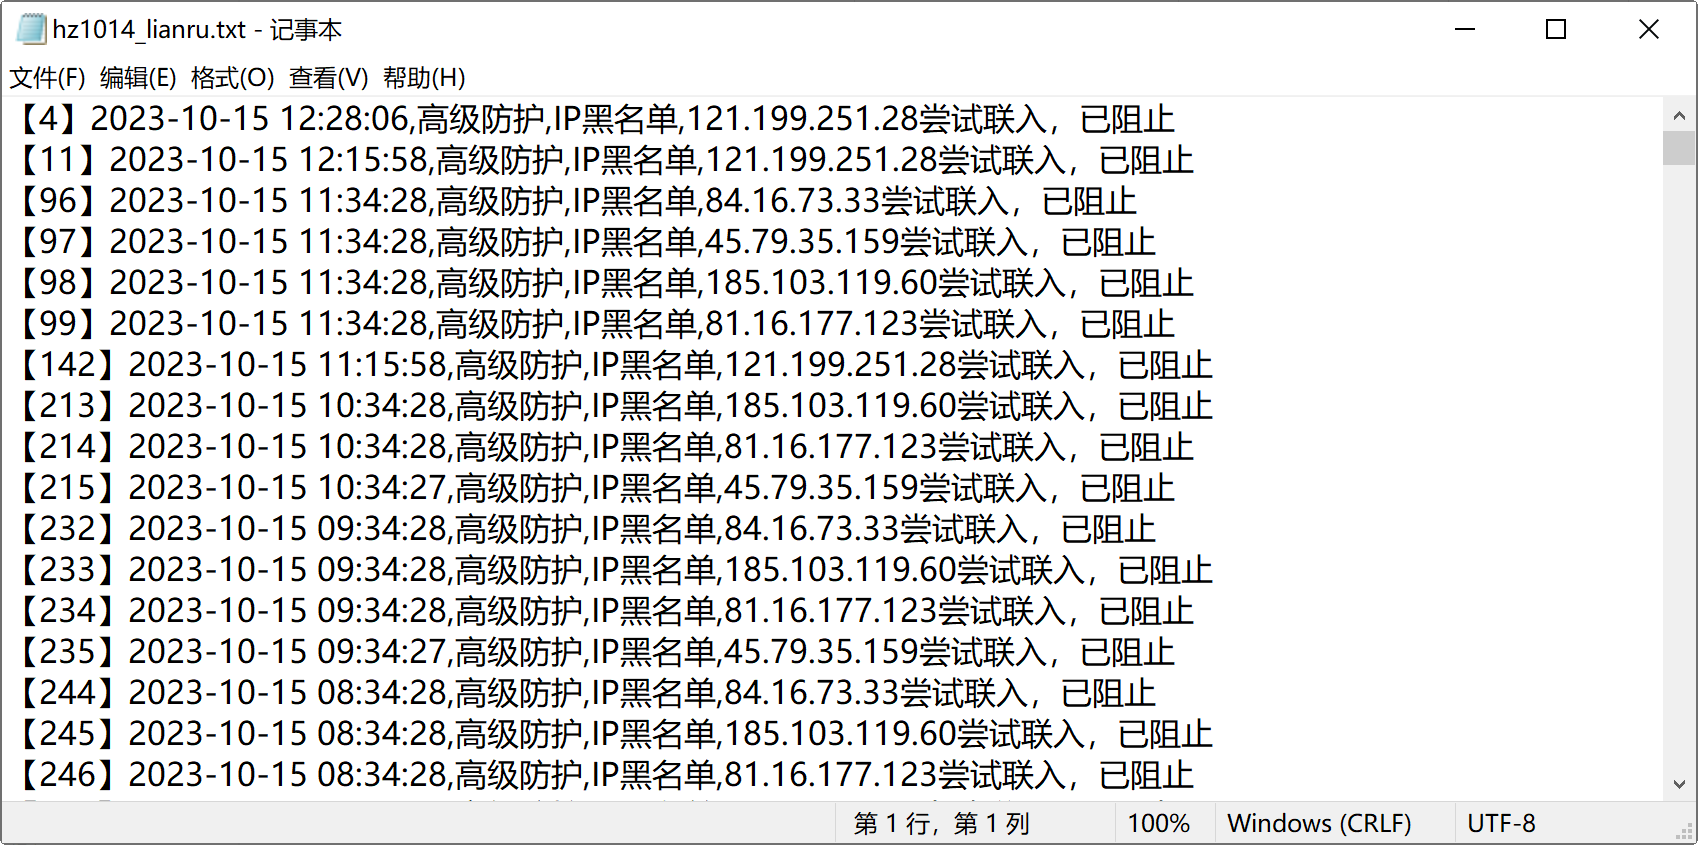 hz1014_lianru.txt - 记事本
文件(F) 编辑(E) 格式(O) 查看(V) 帮助(H)
【4】2023-10-15 12:28:06,高级防护,IP黑名单,121.199.251.28尝试联入，已阻止
【11】2023-10-15 12:15:58,高级防护,IP黑名单,121.199.251.28尝试联入，已阻止
【96】2023-10-15 11:34:28,高级防护,IP黑名单,84.16.73.33尝试联入，已阻止
【97】2023-10-15 11:34:28,高级防护,IP黑名单,45.79.35.159尝试联入，已阻止
【98】2023-10-15 11:34:28,高级防护,IP黑名单,185.103.119.60尝试联入，已阻止
【99】2023-10-15 11:34:28,高级防护,IP黑名单,81.16.177.123尝试联入，已阻止
【142】2023-10-15 11:15:58,高级防护,IP黑名单,121.199.251.28尝试联入，已阻止
【213】2023-10-15 10:34:28,高级防护,IP黑名单,185.103.119.60尝试联入，已阻止
【214】2023-10-15 10:34:28,高级防护,IP黑名单,81.16.177.123尝试联入，已阻止
【215】2023-10-15 10:34:27,高级防护,IP黑名单,45.79.35.159尝试联入，已阻止
【232】2023-10-15 09:34:28,高级防护,IP黑名单,84.16.73.33尝试联入，已阻止
【233】2023-10-15 09:34:28,高级防护,IP黑名单,185.103.119.60尝试联入，已阻止
【234】2023-10-15 09:34:28,高级防护,IP黑名单,81.16.177.123尝试联入，已阻止
【235】2023-10-15 09:34:27,高级防护,IP黑名单,45.79.35.159尝试联入，已阻止
【244】2023-10-15 08:34:28,高级防护,IP黑名单,84.16.73.33尝试联入，已阻止
【245】2023-10-15 08:34:28,高级防护,IP黑名单,185.103.119.60尝试联入，已阻止
【246】2023-10-15 08:34:28,高级防护,IP黑名单,81.16.177.123尝试联入，已阻止
第 1 行，第 1 列 100% Windows (CRLF) UTF-8